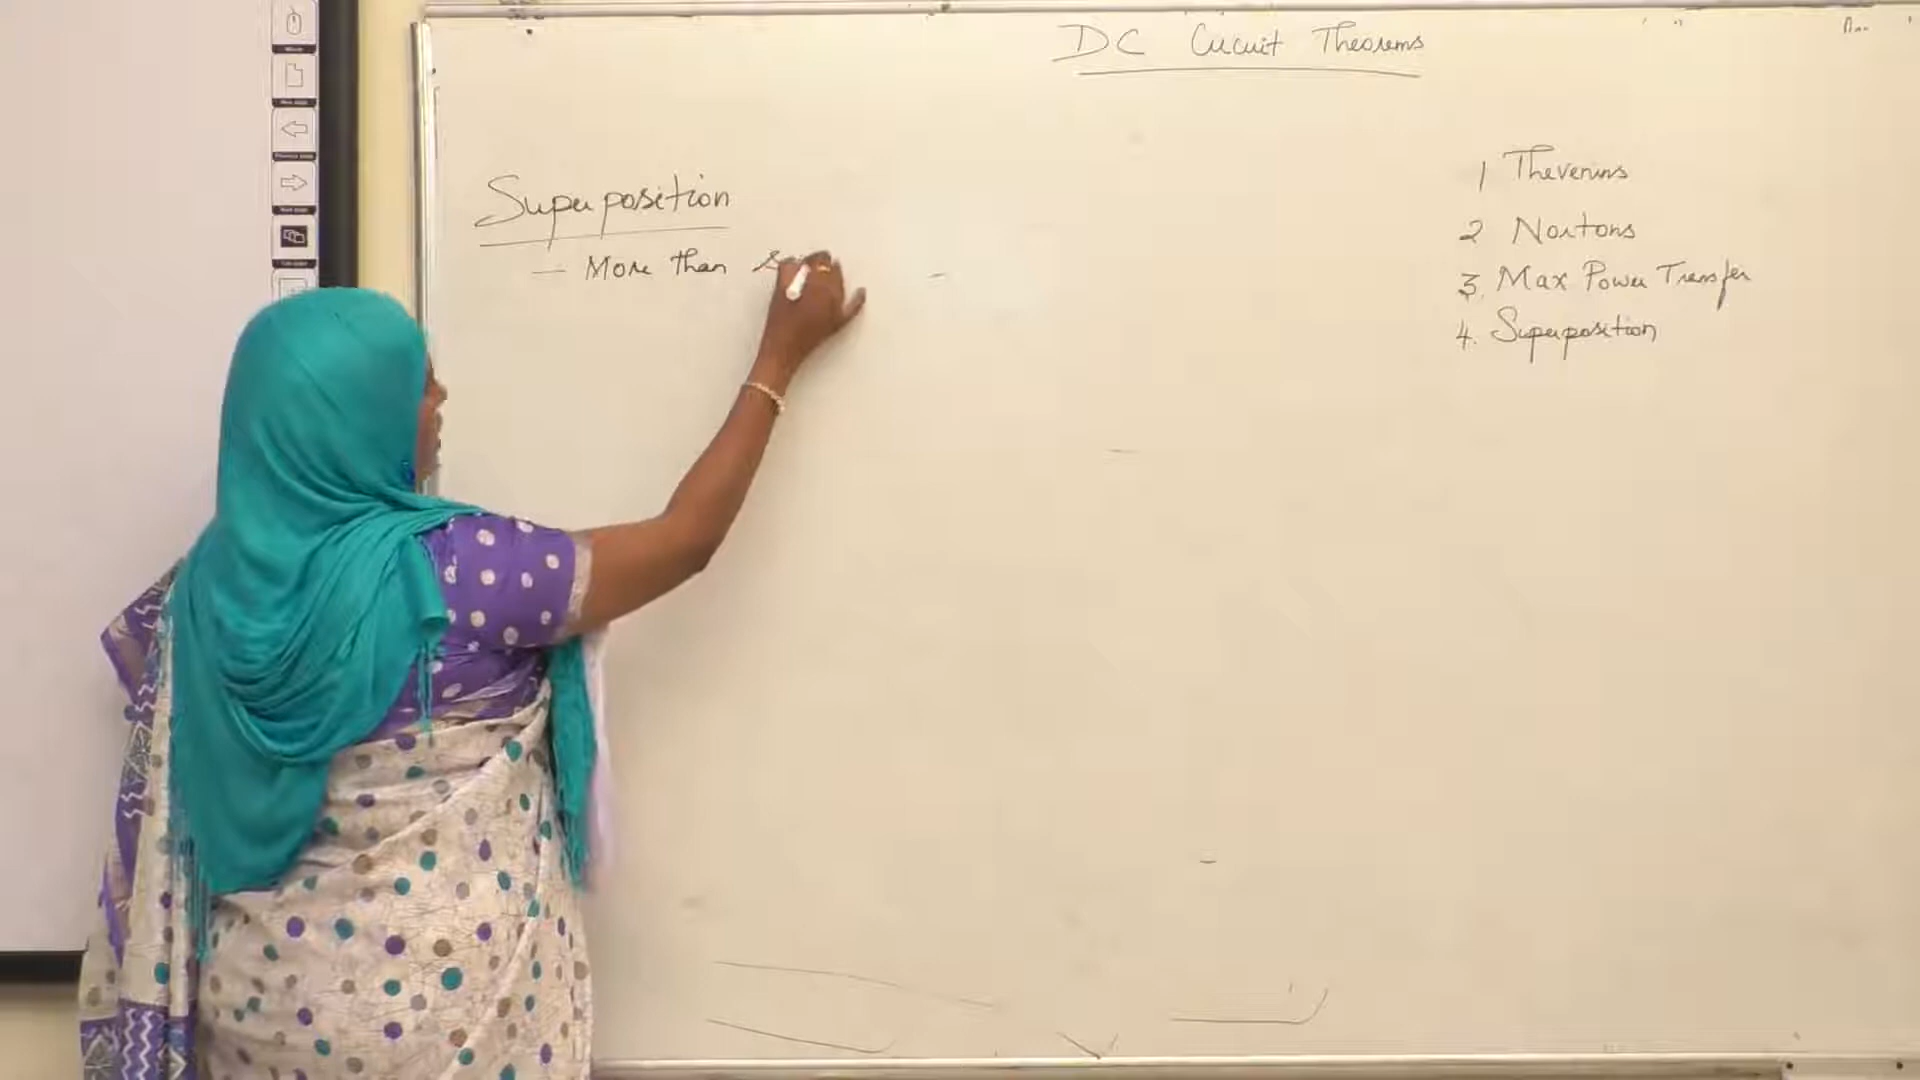 DC Circuit Theorems
Superposition
— More than
1 Thevenins
2 Nortons
3. Max Power Transfer
4. Superposition